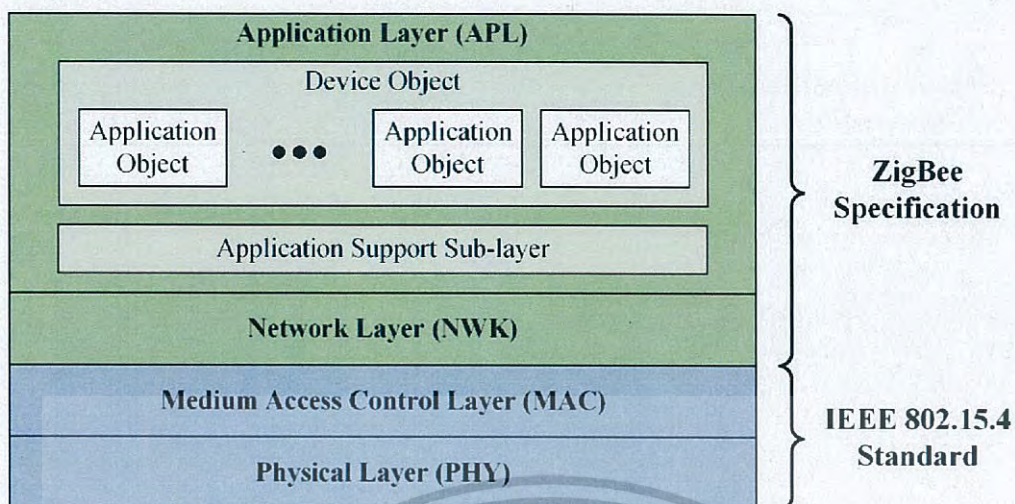 Application Layer (APL)
Device Object
Application
Object
•••
Application
Object
Application
Object
Application Support Sub-layer
Network Layer (NWK)
Medium Access Control Layer (MAC)
Physical Layer (PHY)
ZigBee
Specification
IEEE 802.15.4
Standard